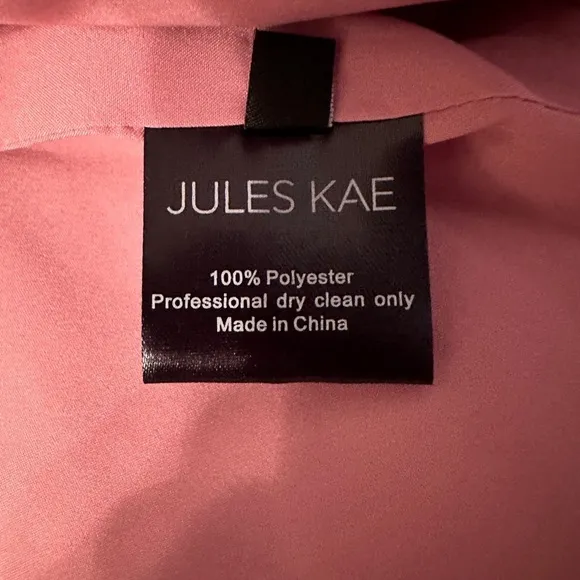 JULES KAE
100% Polyester
Professional dry clean only
Made in China